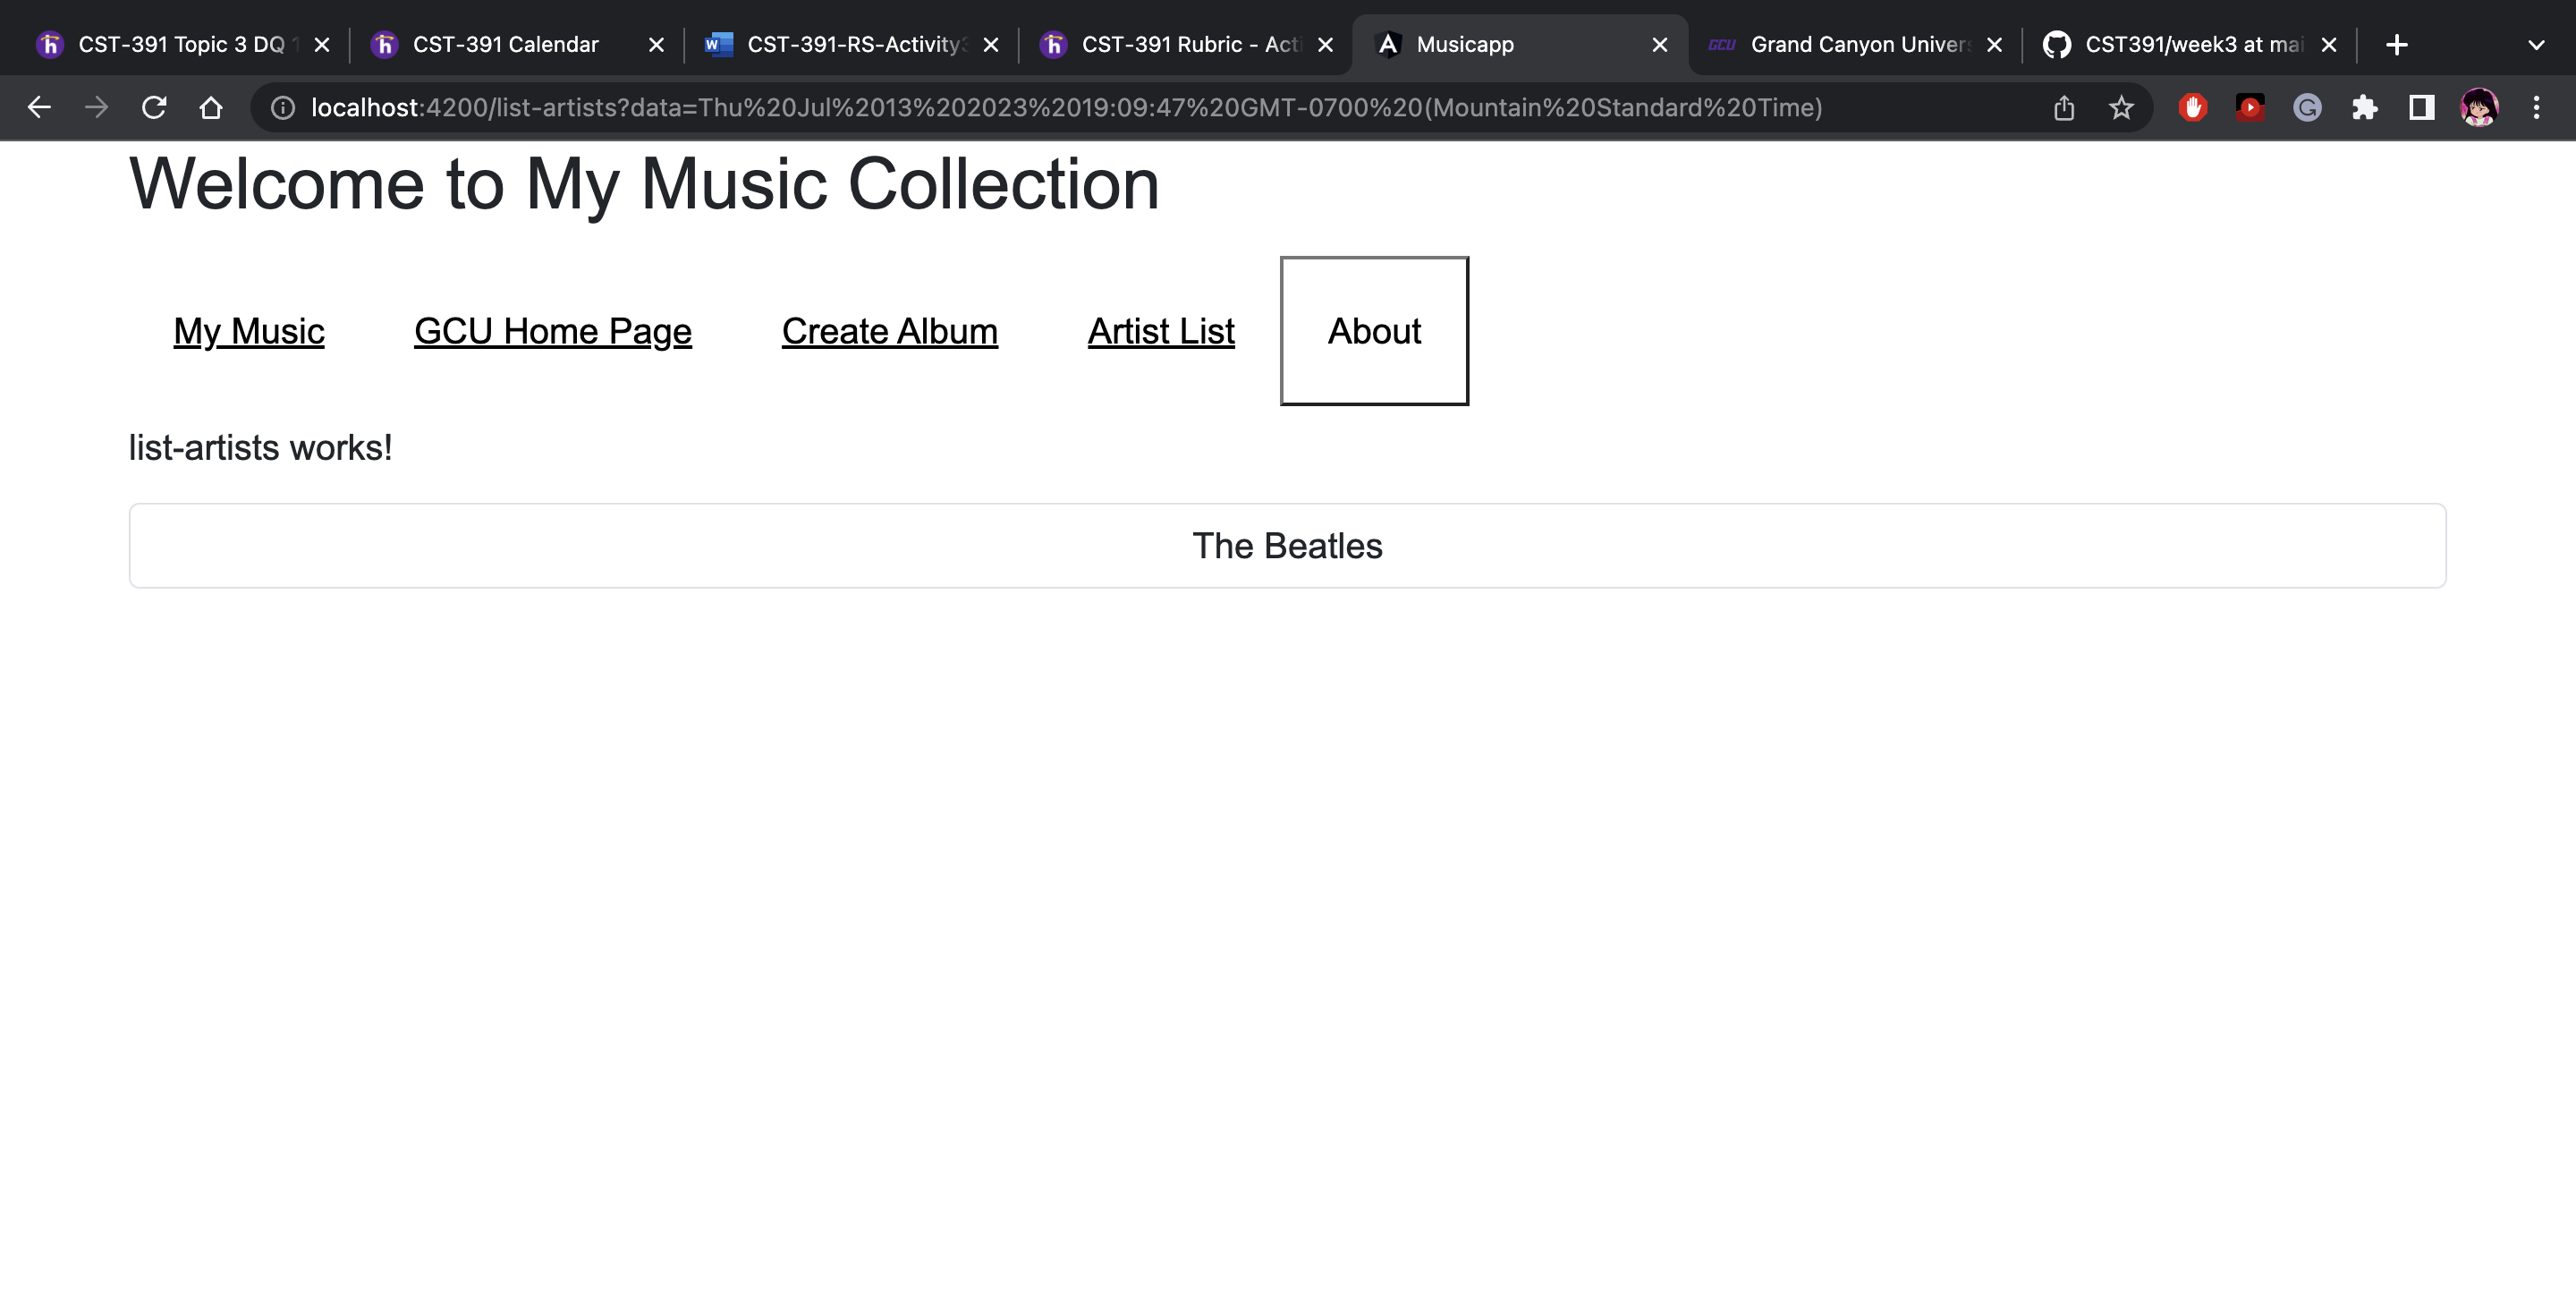 CST-391 Topic 3 DQ 1 CST-391 Calendar CST-391-RS-Activity3 CST-391 Rubric - Acti Musicapp GCU Grand Canyon Univers CST391/week3 at mai
localhost:4200/list-artists?data=Thu%20Jul%2013%202023%2019:09:47%20GMT-0700%20(Mountain%20Standard%20Time)
Welcome to My Music Collection
My Music GCU Home Page Create Album Artist List About
list-artists works!
The Beatles